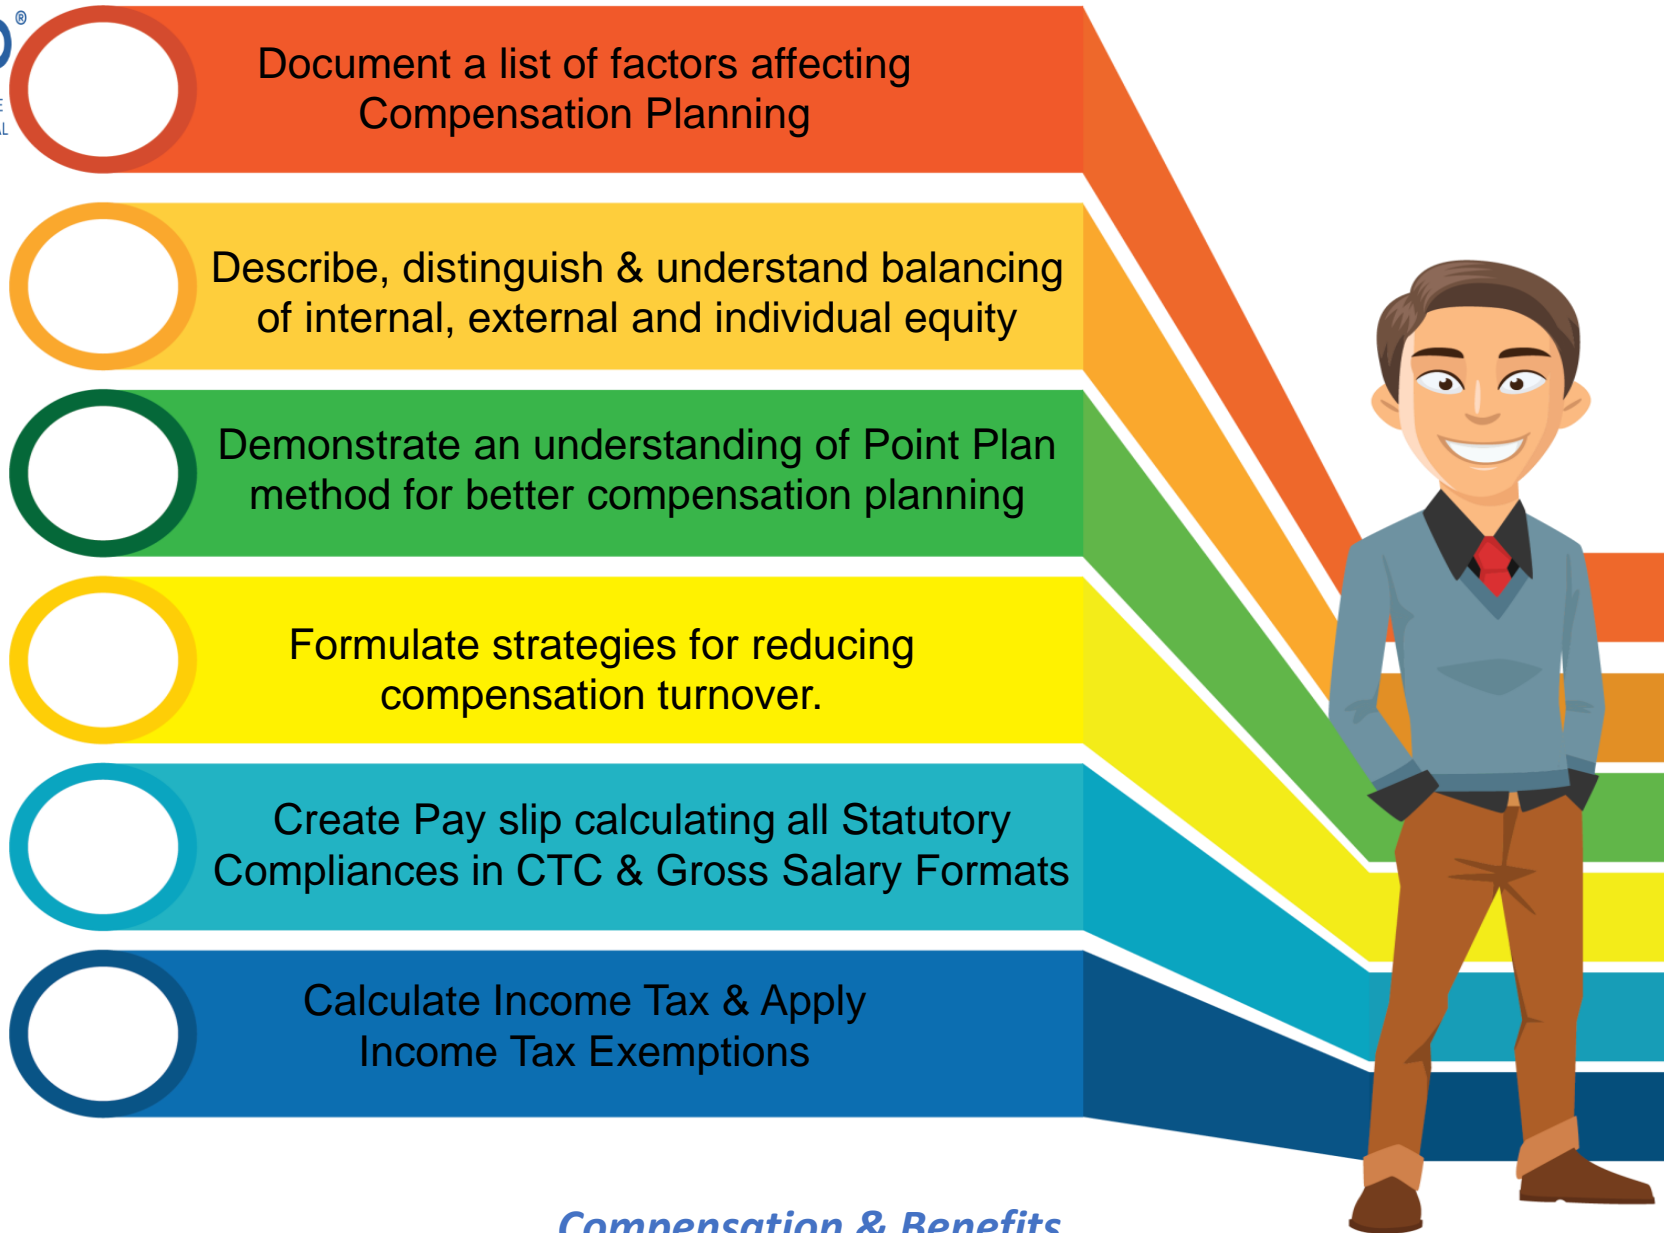 ®
Document a list of factors affecting
Compensation Planning
Describe, distinguish & understand balancing
of internal, external and individual equity
Demonstrate an understanding of Point Plan
method for better compensation planning
Formulate strategies for reducing
compensation turnover.
Create Pay slip calculating all Statutory
Compliances in CTC & Gross Salary Formats
Calculate Income Tax & Apply
Income Tax Exemptions
Compensation & Benefits